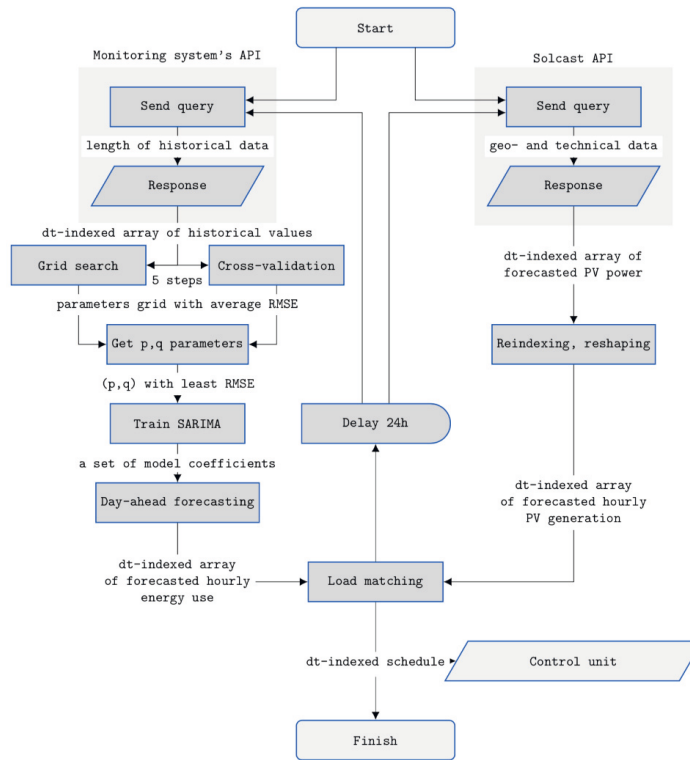 Start
Monitoring system's API
Solcast API
Send query
Send query
length of historical data
geo- and technical data
Response
Response
dt-indexed array of historical values
dt-indexed array of
forecasted PV power
Grid search
5 steps
Cross-validation
parameters grid with average RMSE
Get p,q parameters
Reindexing, reshaping
(p,q) with least RMSE
Train SARIMA
Delay 24h
a set of model coefficients
Day-ahead forecasting
dt-indexed array
of forecasted hourly
PV generation
dt-indexed array
of forecasted hourly
energy use
Load matching
dt-indexed schedule
Control unit
Finish